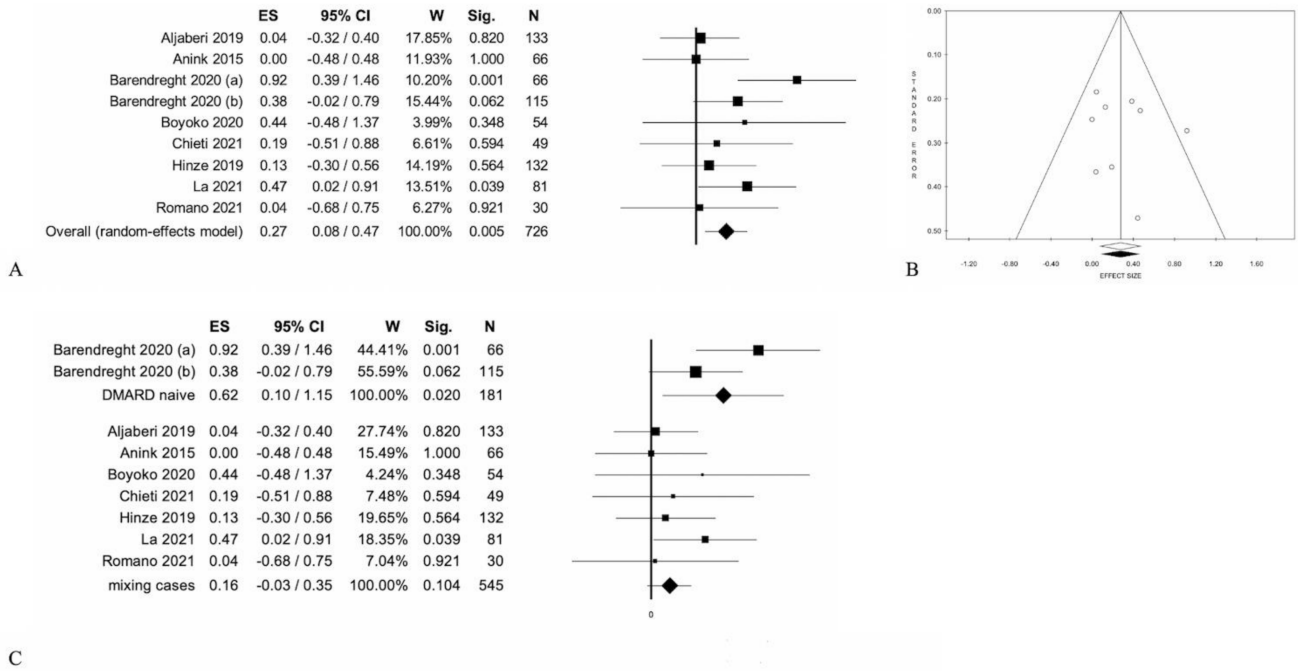 ES 95% CI W Sig. N
Aljaberi 2019 0.04 -0.32 / 0.40 17.85% 0.820 133
Anink 2015 0.00 -0.48 / 0.48 11.93% 1.000 66
Barendreght 2020 (a) 0.92 0.39 / 1.46 10.20% 0.001 66
Barendreght 2020 (b) 0.38 -0.02 / 0.79 15.44% 0.062 115
Boyoko 2020 0.44 -0.48 / 1.37 3.99% 0.348 54
Chieti 2021 0.19 -0.51 / 0.88 6.61% 0.594 49
Hinze 2019 0.13 -0.30 / 0.56 14.19% 0.564 132
La 2021 0.47 0.02 / 0.91 13.51% 0.039 81
Romano 2021 0.04 -0.68 / 0.75 6.27% 0.921 30
Overall (random-effects model) 0.27 0.08 / 0.47 100.00% 0.005 726
A
STANDARD ERROR
0.00
0.10
0.20
0.30
0.40
0.50
-1.20 -0.80 -0.40 0.00 0.40 0.80 1.20 1.60
EFFECT SIZE
B
ES 95% CI W Sig. N
Barendreght 2020 (a) 0.92 0.39 / 1.46 44.41% 0.001 66
Barendreght 2020 (b) 0.38 -0.02 / 0.79 55.59% 0.062 115
DMARD naive 0.62 0.10 / 1.15 100.00% 0.020 181
Aljaberi 2019 0.04 -0.32 / 0.40 27.74% 0.820 133
Anink 2015 0.00 -0.48 / 0.48 15.49% 1.000 66
Boyoko 2020 0.44 -0.48 / 1.37 4.24% 0.348 54
Chieti 2021 0.19 -0.51 / 0.88 7.48% 0.594 49
Hinze 2019 0.13 -0.30 / 0.56 19.65% 0.564 132
La 2021 0.47 0.02 / 0.91 18.35% 0.039 81
Romano 2021 0.04 -0.68 / 0.75 7.04% 0.921 30
mixing cases 0.16 -0.03 / 0.35 100.00% 0.104 545
0
C